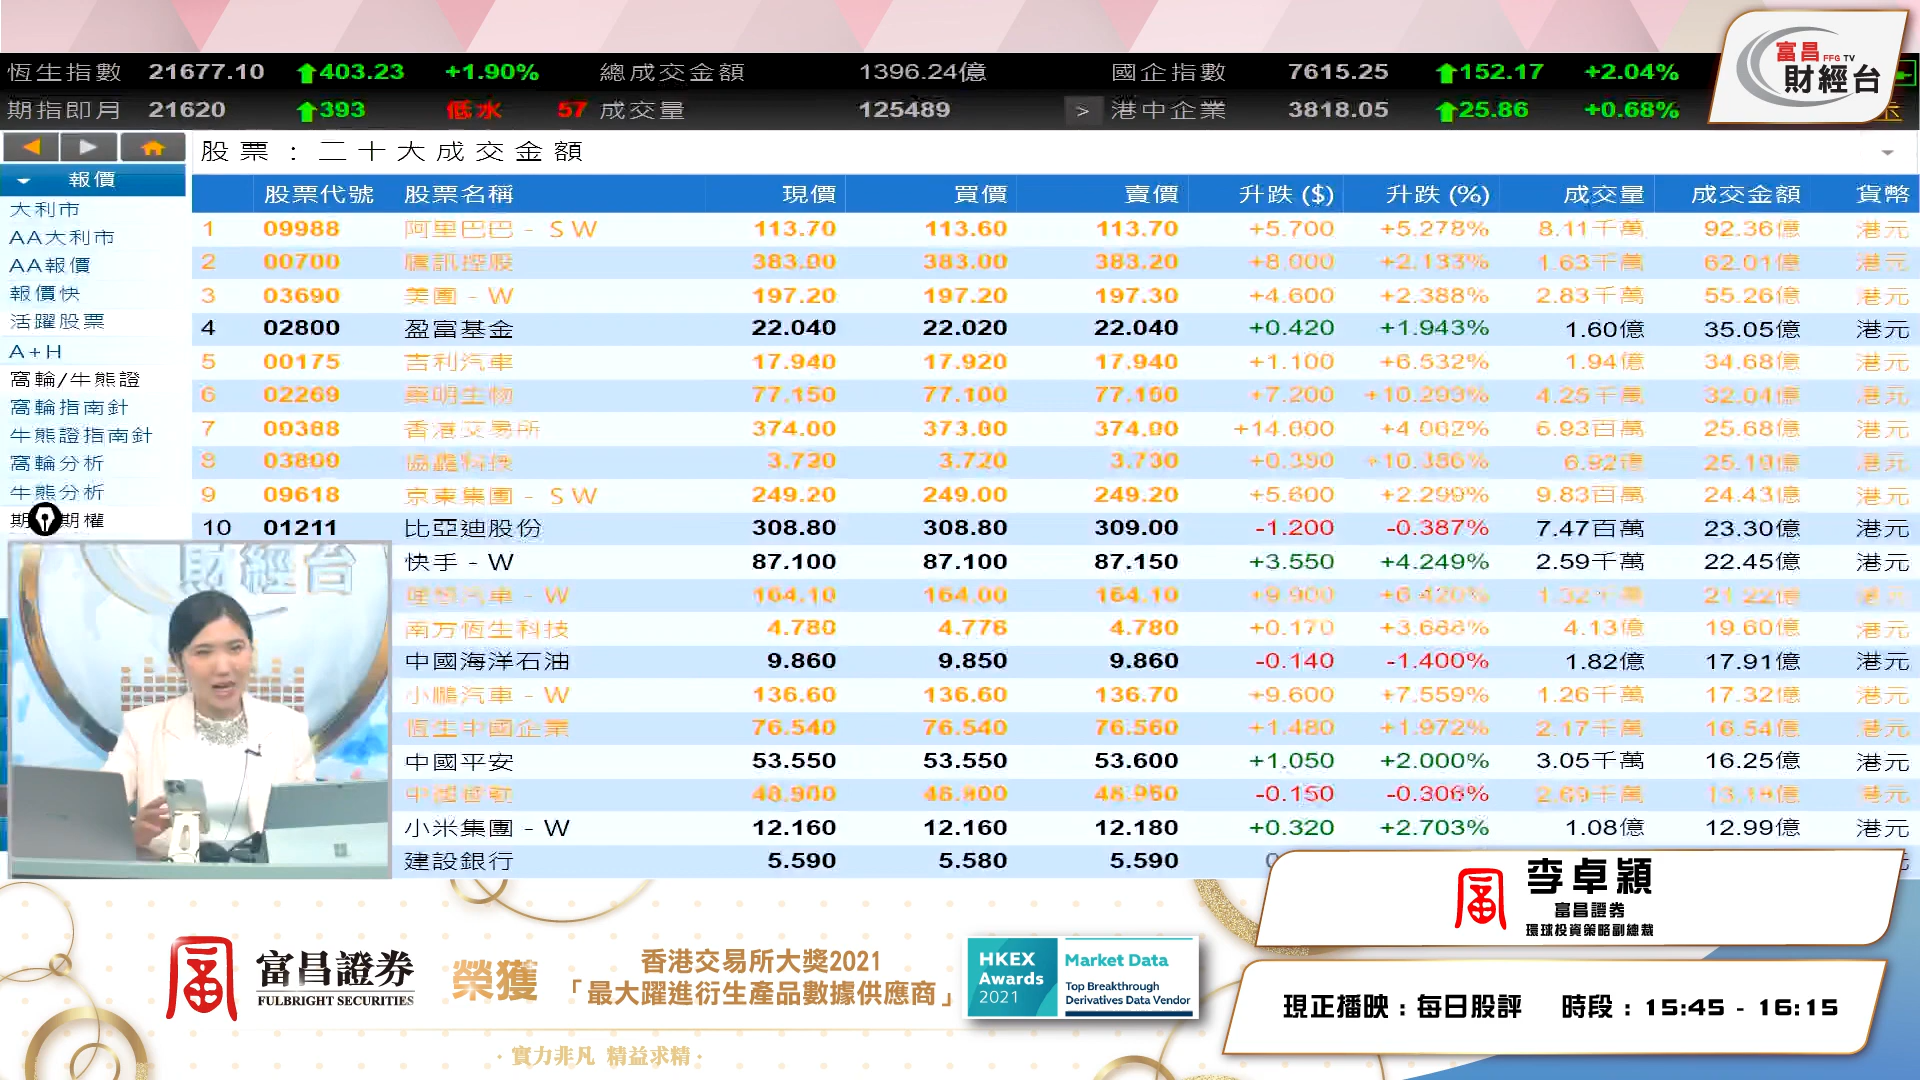 富昌 FFG TV
財經台
恆生指數 21677.10 403.23 +1.90% 總成交金額 1396.24億 國企指數 7615.25 152.17 +2.04%
期指即月 21620 393 低水 57 成交量 125489 > 港中企業 3818.05 25.86 +0.68%
股票:二十大成交金額
報價
大利市
AA大利市
AA報價
報價快
活躍股票
A+H
窩輪/牛熊證
窩輪指南針
牛熊證指南針
窩輪分析
牛熊分析
期 期權
股票代號 股票名稱 現價 買價 賣價 升跌 ($) 升跌 (%) 成交量 成交金額 貨幣
1 09988 阿里巴巴 - SW 113.70 113.60 113.70 +5.700 +5.278% 8.11千萬 92.36億 港元
2 00700 騰訊控股 383.00 383.00 383.20 +8.000 +2.133% 1.63千萬 62.01億 港元
3 03690 美團 - W 197.20 197.20 197.30 +4.600 +2.388% 2.83千萬 55.26億 港元
4 02800 盈富基金 22.040 22.020 22.040 +0.420 +1.943% 1.60億 35.05億 港元
5 00175 吉利汽車 17.940 17.920 17.940 +1.100 +6.532% 1.94億 34.68億 港元
6 02269 藥明生物 77.150 77.100 +7.200 +10.293% 4.25千萬 32.04億 港元
7 00388 香港交易所 374.00 373.80 374.00 +14.600 +4.062% 6.93百萬 25.68億 港元
8 03800 協鑫科技 3.720 3.730 +10.386% 6.92億 港元
9 09618 京東集團 - SW 249.20 249.00 249.20 +5.600 +2.299% 9.83百萬 24.43億 港元
10 01211 比亞迪股份 308.80 308.80 309.00 -1.200 -0.387% 7.47百萬 23.30億 港元
快手 - W 87.100 87.100 87.150 +3.550 +4.249% 2.59千萬 22.45億 港元
理想汽車 - W 164.10 164.00 164.10 +9.900 21.22億
南方恆生科技 4.780 4.776 4.780 +0.170 +3.688% 4.13億 19.60億 港元
中國海洋石油 9.860 9.850 9.860 -0.140 -1.400% 1.82億 17.91億 港元
小鵬汽車 - W 136.60 136.60 136.70 +9.600 +7.559% 1.26千萬 17.32億 港元
恆生中國企業 76.540 76.540 76.560 +1.480 +1.972% 2.17千萬 16.54億 港元
中國平安 53.550 53.550 53.600 +1.050 +2.000% 3.05千萬 16.25億 港元
-0.150 -0.306% 港元
小米集團 - W 12.160 12.160 12.180 +0.320 +2.703% 1.08億 12.99億 港元
建設銀行 5.590 5.580 5.590
財經台
李卓穎
富昌證券
環球投資策略副總裁
富昌證券
FULBRIGHT SECURITIES
榮獲
香港交易所大獎2021
「最大躍進衍生產品數據供應商」
HKEX
Awards
2021
Market Data
Top Breakthrough
Derivatives Data Vendor
現正播映:每日股評 時段:15:45 - 16:15
· 實力非凡 精益求精 ·